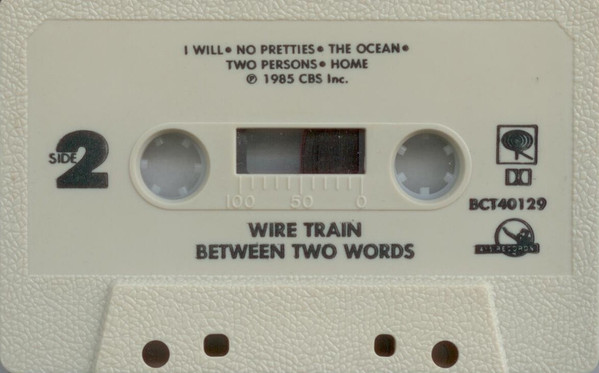 I WILL• NO PRETTIES• THE OCEAN•
TWO PERSONS• HOME
℗ 1985 CBS Inc.
SIDE 2
100 50 0
BCT40129
WIRE TRAIN
BETWEEN TWO WORDS
RECORDS